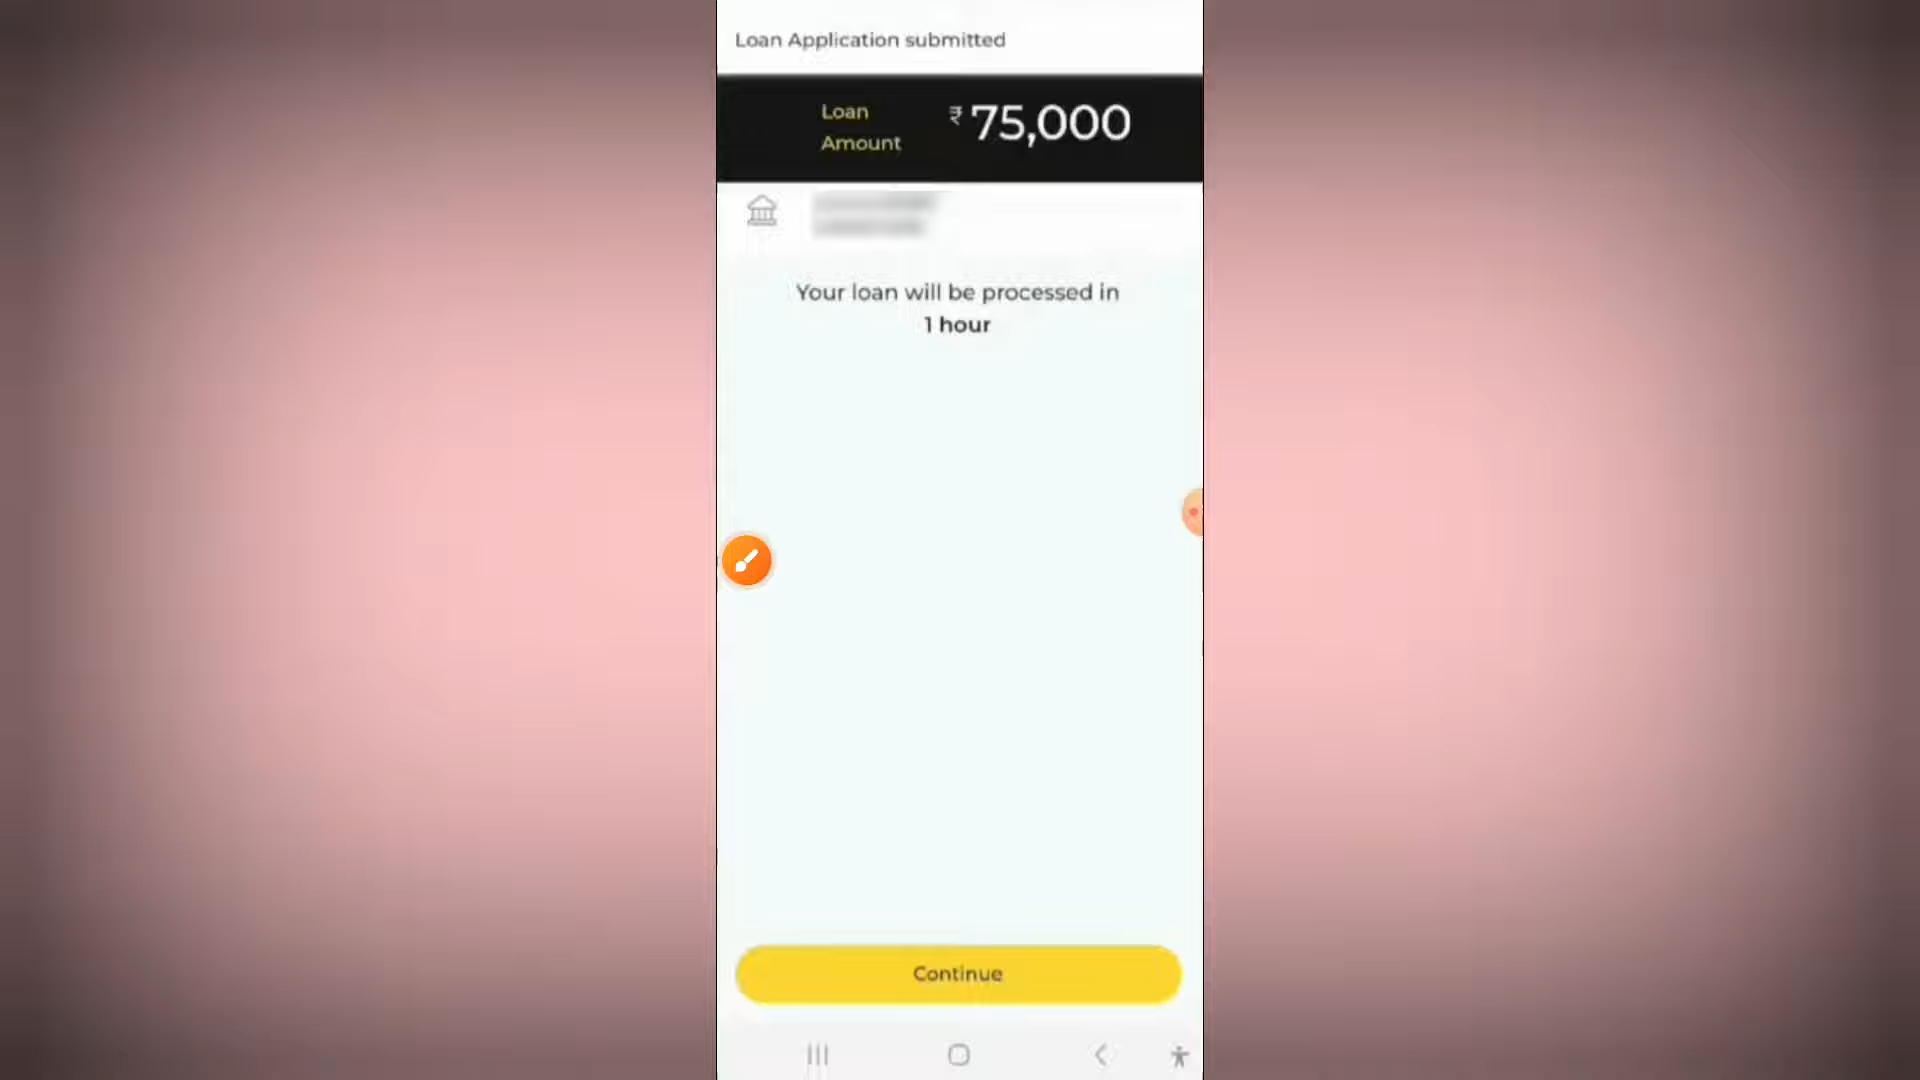 Loan Application submitted
Loan
Amount
₹75,000
Your loan will be processed in
1 hour
Continue